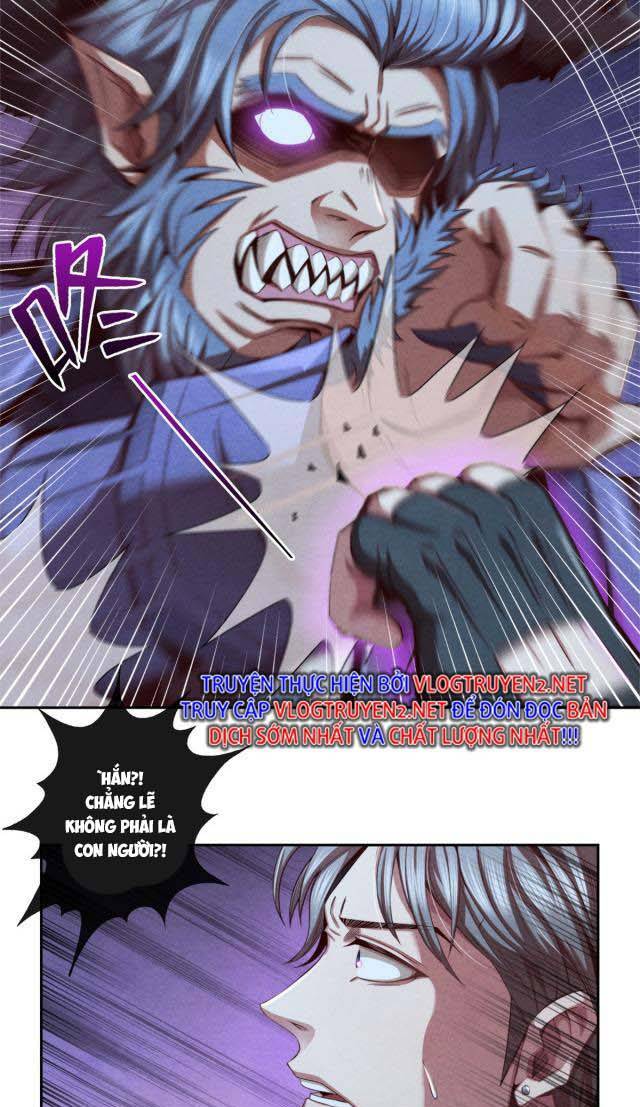 咚
TRUYỆN THỰC HIỆN BỞI VLOGTRUYEN2.NET
TRUY CẬP VLOGTRUYEN2.NET ĐỂ ĐÓN ĐỌC BẢN
DỊCH SỚM NHẤT VÀ CHẤT LƯỢNG NHẤT!!!
HẮN?!
CHẲNG LẼ
KHÔNG PHẢI LÀ
CON NGƯỜI?!